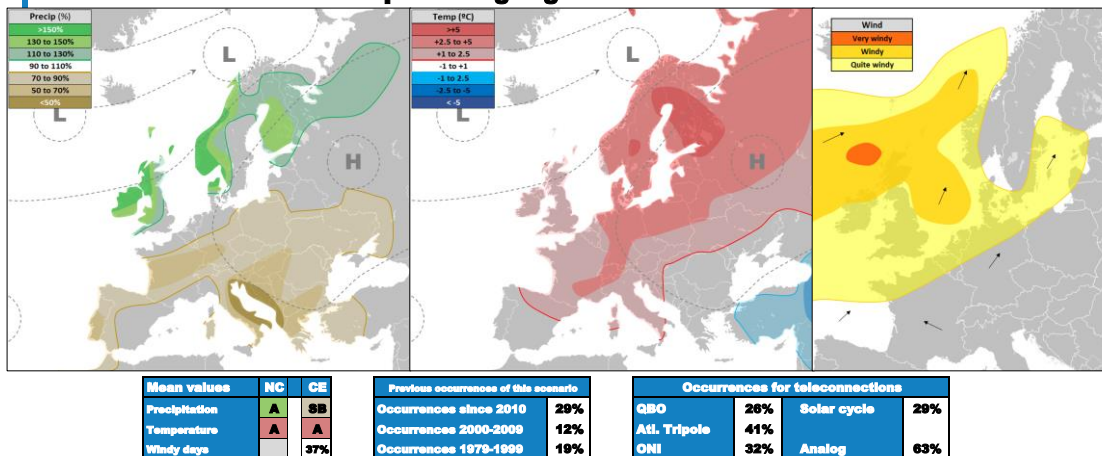 Precip (%)
>150%
130 to 150%
110 to 130%
90 to 110%
70 to 90%
50 to 70%
<50%
L
L
H
Temp (ºC)
>+5
+2.5 to +5
+1 to 2.5
-1 to +1
-1 to 2.5
-2.5 to -5
< -5
L
L
H
Wind
Very windy
Windy
Quite windy
Mean values NC CE
Precipitation A SB
Temperature A A
Windy days 37%
Previous occurrences of this scenario
Occurrences since 2010 29%
Occurrences 2000-2009 12%
Occurrences 1979-1999 19%
Occurrences for teleconnections
QBO 26% Solar cycle 29%
Atl. Tripole 41%
ONI 32% Analog 63%